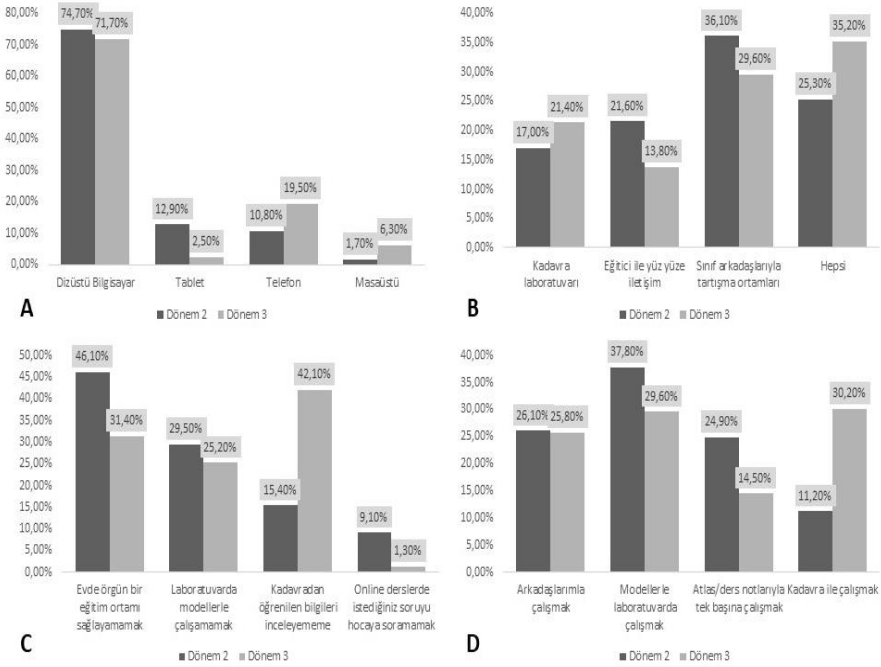 80,00%
70,00%
60,00%
50,00%
40,00%
30,00%
20,00%
10,00%
0,00%
74,70%
71,70%
12,90%
2,50%
10,80%
19,50%
1,70%
6,30%
Dizüstü Bilgisayar
Tablet
Telefon
Masaüstü
A
Dönem 2
Dönem 3
40,00%
35,00%
30,00%
25,00%
20,00%
15,00%
10,00%
5,00%
0,00%
17,00%
21,40%
21,60%
13,80%
36,10%
29,60%
25,30%
35,20%
Kadavra
laboratuvarı
Eğitici ile yüz yüze
iletişim
Sınıf arkadaşlarıyla
tartışma ortamları
Hepsi
B
Dönem 2
Dönem 3
50,00%
45,00%
40,00%
35,00%
30,00%
25,00%
20,00%
15,00%
10,00%
5,00%
0,00%
46,10%
31,40%
29,50%
25,20%
15,40%
42,10%
9,10%
1,30%
Evde örgün bir
eğitim ortamı
sağlayamamak
Laboratuvarda
modellerle
çalışamamak
Kadavradan
öğrenilen bilgileri
inceleyememe
Online derslerde
istediğiniz soruyu
hocaya soramamak
C
Dönem 2
Dönem 3
40,00%
35,00%
30,00%
25,00%
20,00%
15,00%
10,00%
5,00%
0,00%
26,10%
25,80%
37,80%
29,60%
24,90%
14,50%
11,20%
30,20%
Arkadaşlarımla
çalışmak
Modellerle
laboratuvarda
çalışmak
Atlas/ders notlarıyla
tek başına çalışmak
Kadavra ile çalışmak
D
Dönem 2
Dönem 3